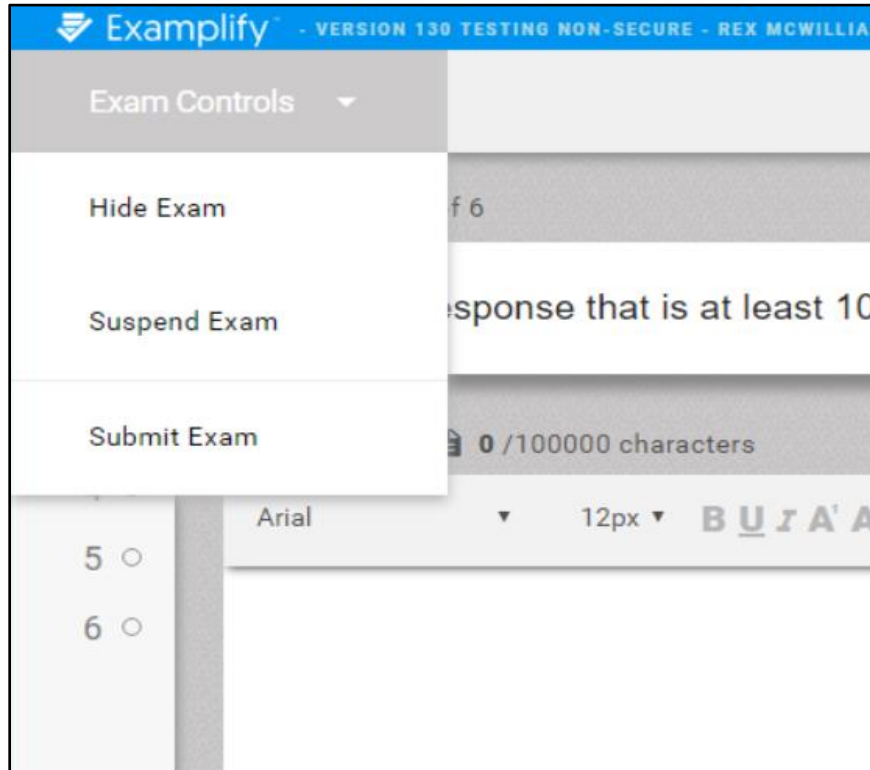 Examplify - VERSION 130 TESTING NON-SECURE - REX MCWILLIA
Exam Controls
Hide Exam
f 6
Suspend Exam
sponse that is at least 10
Submit Exam
0 /100000 characters
Arial 12px B U I A' A
5
6